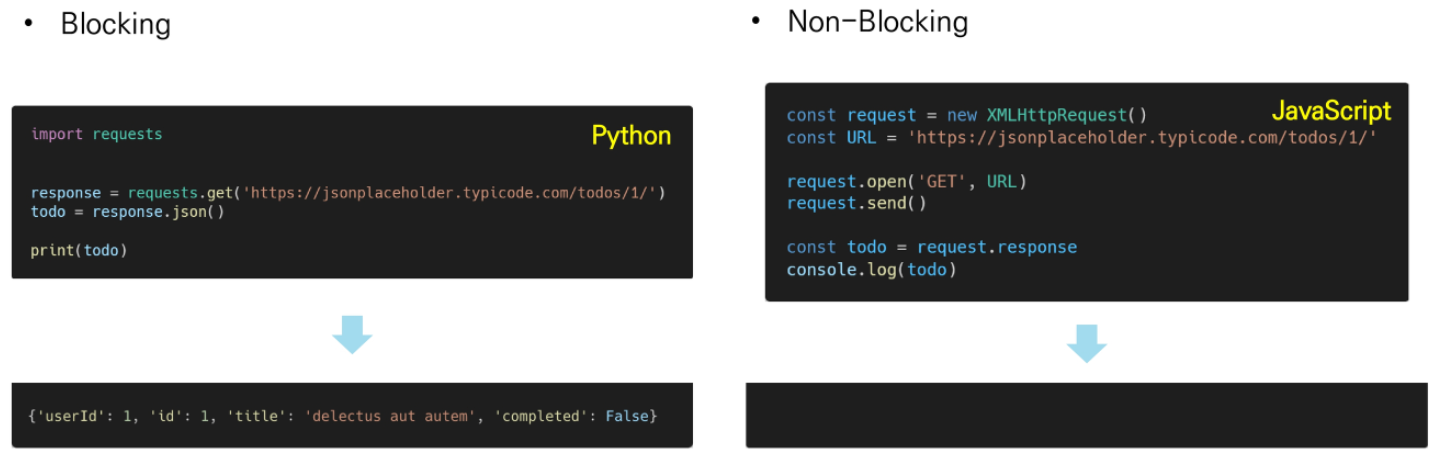 • Blocking
Python
import requests
response = requests.get('https://jsonplaceholder.typicode.com/todos/1/')
todo = response.json()
print(todo)
{'userId': 1, 'id': 1, 'title': 'delectus aut autem', 'completed': False}
• Non-Blocking
JavaScript
const request = new XMLHttpRequest()
const URL = 'https://jsonplaceholder.typicode.com/todos/1/'
request.open('GET', URL)
request.send()
const todo = request.response
console.log(todo)